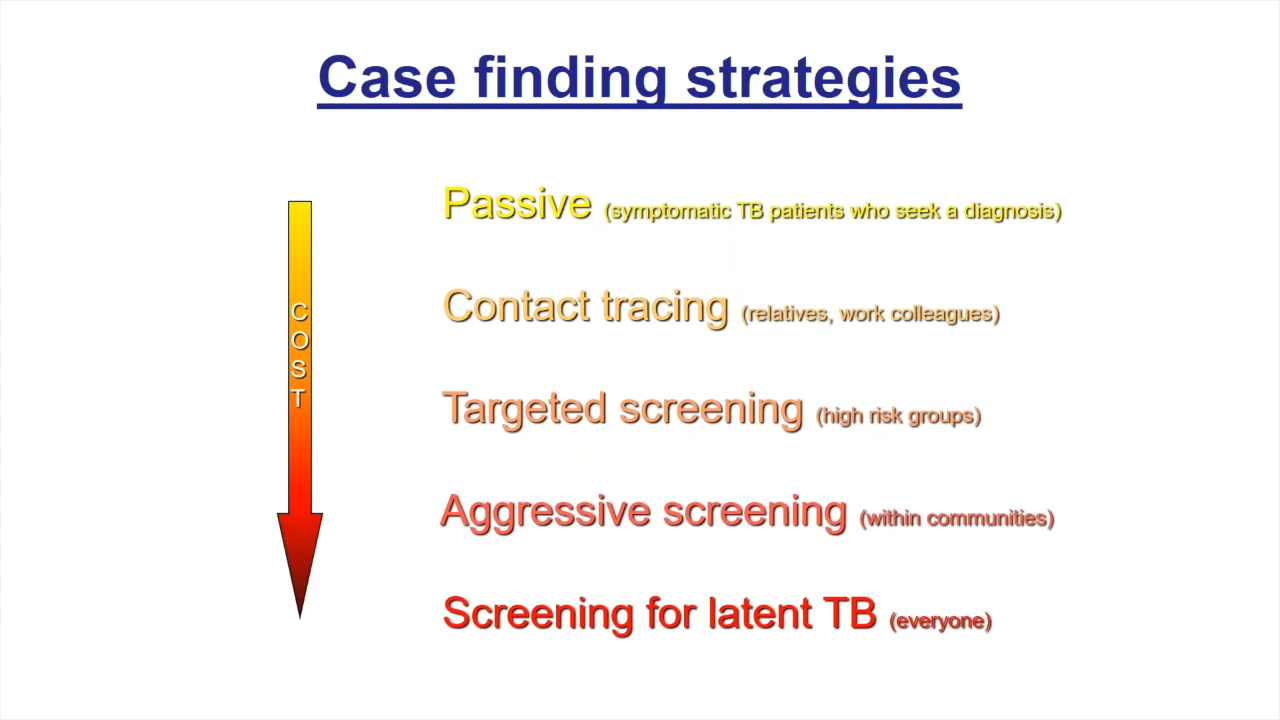 Case finding strategies
Passive (symptomatic TB patients who seek a diagnosis)
COST
Contact tracing (relatives, work colleagues)
Targeted screening (high risk groups)
Aggressive screening (within communities)
Screening for latent TB (everyone)